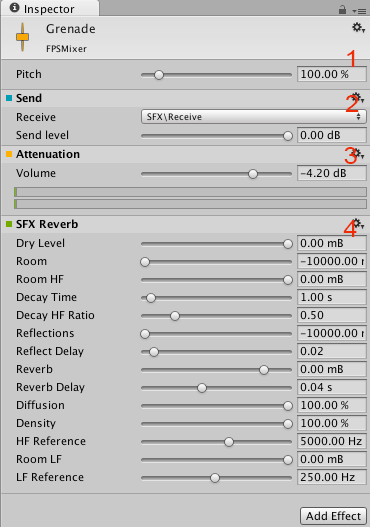 Inspector
Grenade
FPSMixer
1
Pitch 100.00 %
Send 2
Receive SFX\Receive
Send level 0.00 dB
Attenuation 3
Volume -4.20 dB
SFX Reverb 4
Dry Level 0.00 mB
Room -10000.00 r
Room HF 0.00 mB
Decay Time 1.00 s
Decay HF Ratio 0.50
Reflections -10000.00 r
Reflect Delay 0.02
Reverb 0.00 mB
Reverb Delay 0.04 s
Diffusion 100.00 %
Density 100.00 %
HF Reference 5000.00 Hz
Room LF 0.00 mB
LF Reference 250.00 Hz
Add Effect